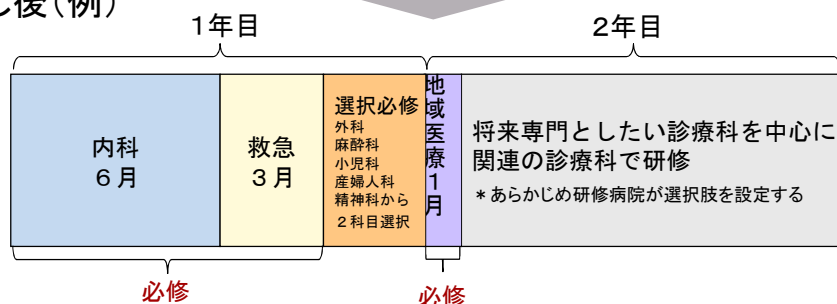 し後(例)
1年目
2年目
内科
6月
救急
3月
選択必修
外科
麻酔科
小児科
産婦人科
精神科から
2科目選択
地域医療1月
将来専門としたい診療科を中心に
関連の診療科で研修
*あらかじめ研修病院が選択肢を設定する
必修
必修